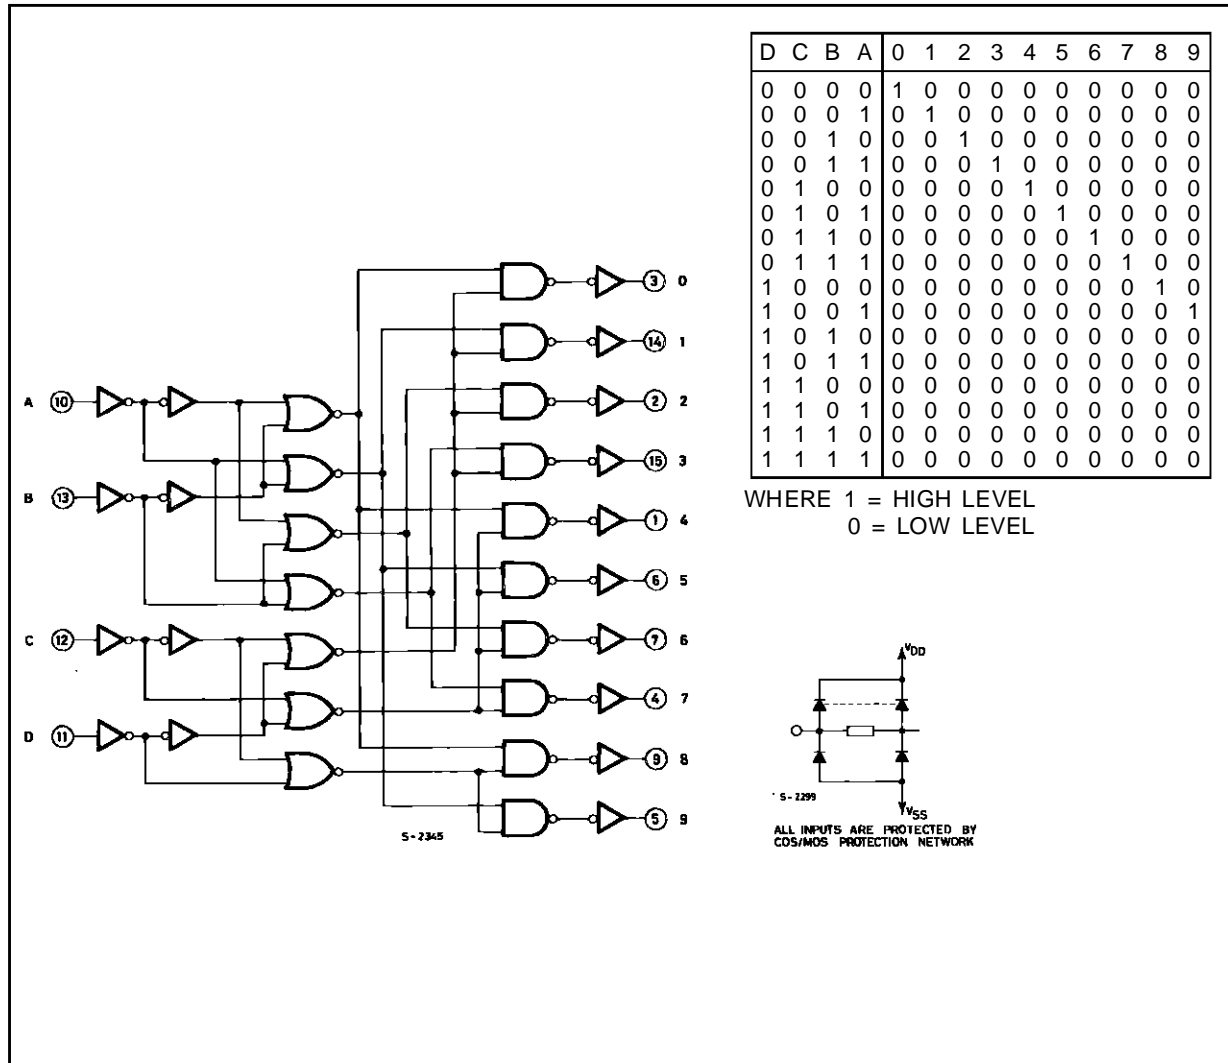 D C B A 0 1 2 3 4 5 6 7 8 9
0 0 0 0 1 0 0 0 0 0 0 0 0 0
0 0 0 1 0 1 0 0 0 0 0 0 0 0
0 0 1 0 0 0 1 0 0 0 0 0 0 0
0 0 1 1 0 0 0 1 0 0 0 0 0 0
0 1 0 0 0 0 0 0 1 0 0 0 0 0
0 1 0 1 0 0 0 0 0 1 0 0 0 0
0 1 1 0 0 0 0 0 0 0 1 0 0 0
0 1 1 1 0 0 0 0 0 0 0 1 0 0
1 0 0 0 0 0 0 0 0 0 0 0 1 0
1 0 0 1 0 0 0 0 0 0 0 0 0 1
1 0 1 0 0 0 0 0 0 0 0 0 0 0
1 0 1 1 0 0 0 0 0 0 0 0 0 0
1 1 0 0 0 0 0 0 0 0 0 0 0 0
1 1 0 1 0 0 0 0 0 0 0 0 0 0
1 1 1 0 0 0 0 0 0 0 0 0 0 0
1 1 1 1 0 0 0 0 0 0 0 0 0 0
WHERE 1 = HIGH LEVEL
0 = LOW LEVEL
3 0
14 1
A 10
2 2
15 3
B 13
1 4
6 5
C 12
7 6
4 7
D 11
9 8
5 9
S-2345
VDD
S-2299
VSS
ALL INPUTS ARE PROTECTED BY
COS/MOS PROTECTION NETWORK